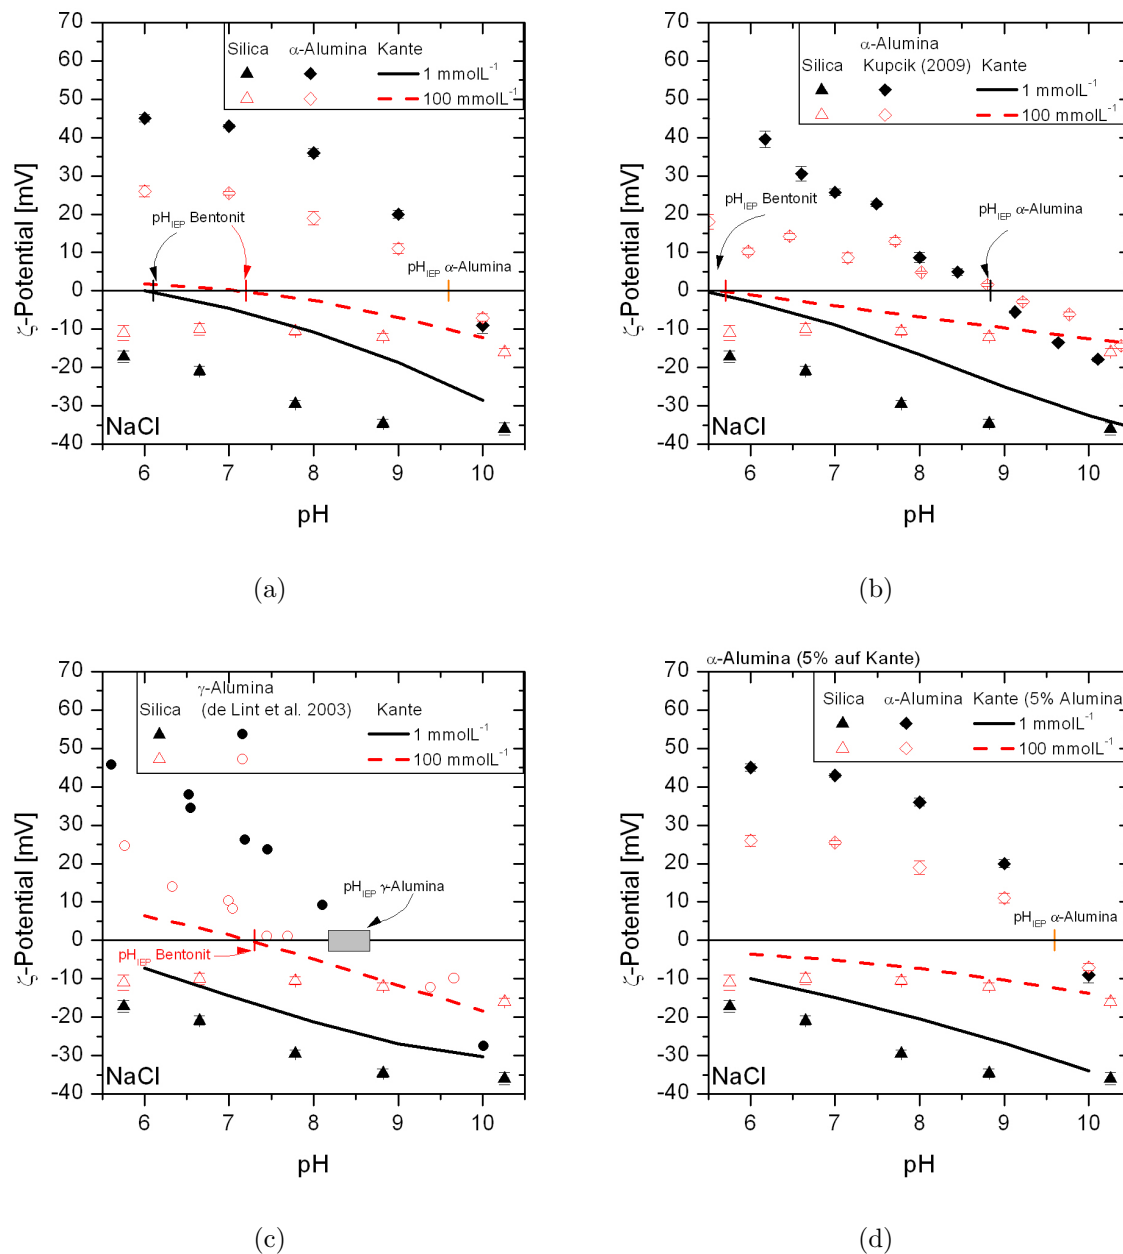 Silica α-Alumina Kante
1 mmolL⁻¹
100 mmolL⁻¹
70
60
50
40
30
20
10
0
-10
-20
-30
-40
ζ-Potential [mV]
pH_IEP Bentonit
pH_IEP α-Alumina
NaCl
6 7 8 9 10
pH
(a)
α-Alumina
Silica Kupcik (2009) Kante
1 mmolL⁻¹
100 mmolL⁻¹
70
60
50
40
30
20
10
0
-10
-20
-30
-40
ζ-Potential [mV]
pH_IEP Bentonit
pH_IEP α-Alumina
NaCl
6 7 8 9 10
pH
(b)
γ-Alumina
Silica (de Lint et al. 2003) Kante
1 mmolL⁻¹
100 mmolL⁻¹
70
60
50
40
30
20
10
0
-10
-20
-30
-40
ζ-Potential [mV]
pH_IEP γ-Alumina
pH_IEP Bentonit
NaCl
6 7 8 9 10
pH
(c)
α-Alumina (5% auf Kante)
Silica α-Alumina Kante (5% Alumina)
1 mmolL⁻¹
100 mmolL⁻¹
70
60
50
40
30
20
10
0
-10
-20
-30
-40
ζ-Potential [mV]
pH_IEP α-Alumina
NaCl
6 7 8 9 10
pH
(d)